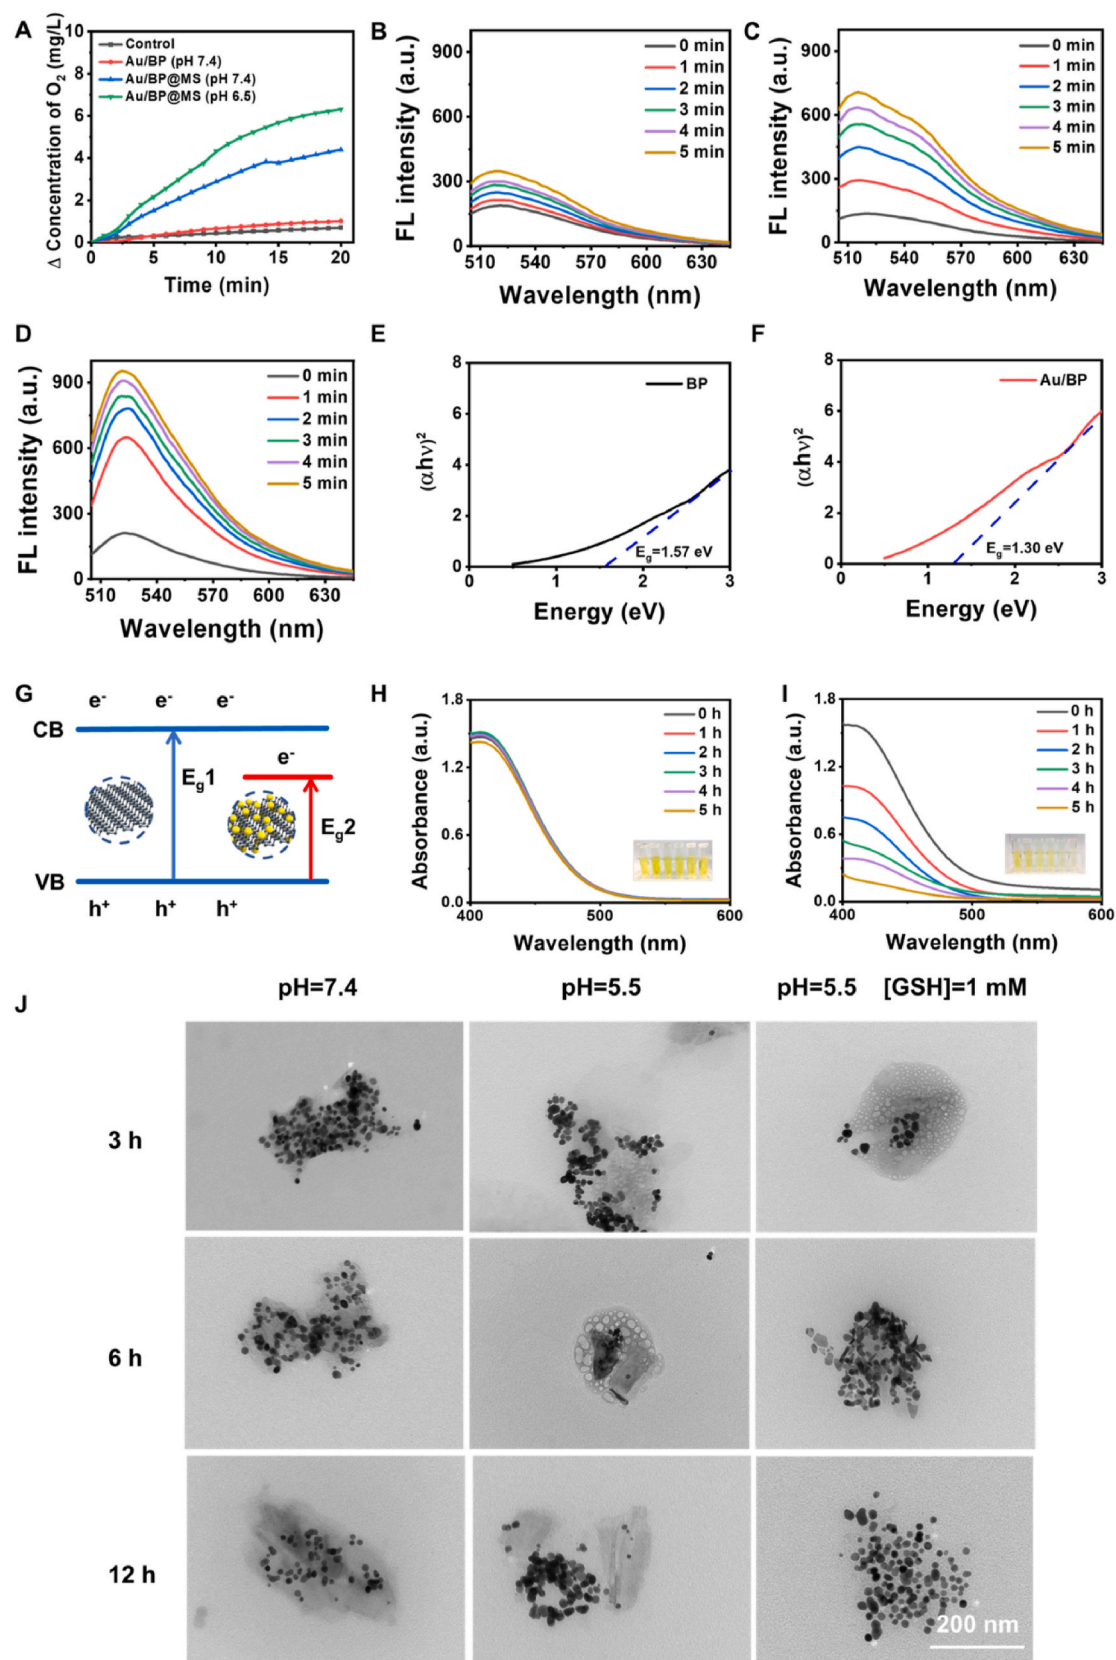 A
Δ Concentration of O2 (mg/L)
10
8
6
4
2
0
Control
Au/BP (pH 7.4)
Au/BP@MS (pH 7.4)
Au/BP@MS (pH 6.5)
0 5 10 15 20
Time (min)
B
FL intensity (a.u.)
900
600
300
0
0 min
1 min
2 min
3 min
4 min
5 min
510 540 570 600 630
Wavelength (nm)
C
FL intensity (a.u.)
900
600
300
0
0 min
1 min
2 min
3 min
4 min
5 min
510 540 570 600 630
Wavelength (nm)
D
FL intensity (a.u.)
900
600
300
0
0 min
1 min
2 min
3 min
4 min
5 min
510 540 570 600 630
Wavelength (nm)
E
(αhν)²
8
6
4
2
0
BP
Eg=1.57 eV
0 1 2 3
Energy (eV)
F
(αhν)²
8
6
4
2
0
Au/BP
Eg=1.30 eV
0 1 2 3
Energy (eV)
G
e- e- e-
CB
e-
Eg1
Eg2
VB
h+ h+ h+
H
Absorbance (a.u.)
1.8
1.2
0.6
0.0
0 h
1 h
2 h
3 h
4 h
5 h
400 500 600
Wavelength (nm)
I
Absorbance (a.u.)
1.8
1.2
0.6
0.0
0 h
1 h
2 h
3 h
4 h
5 h
400 500 600
Wavelength (nm)
J
pH=7.4 pH=5.5 pH=5.5 [GSH]=1 mM
3 h
6 h
12 h
200 nm